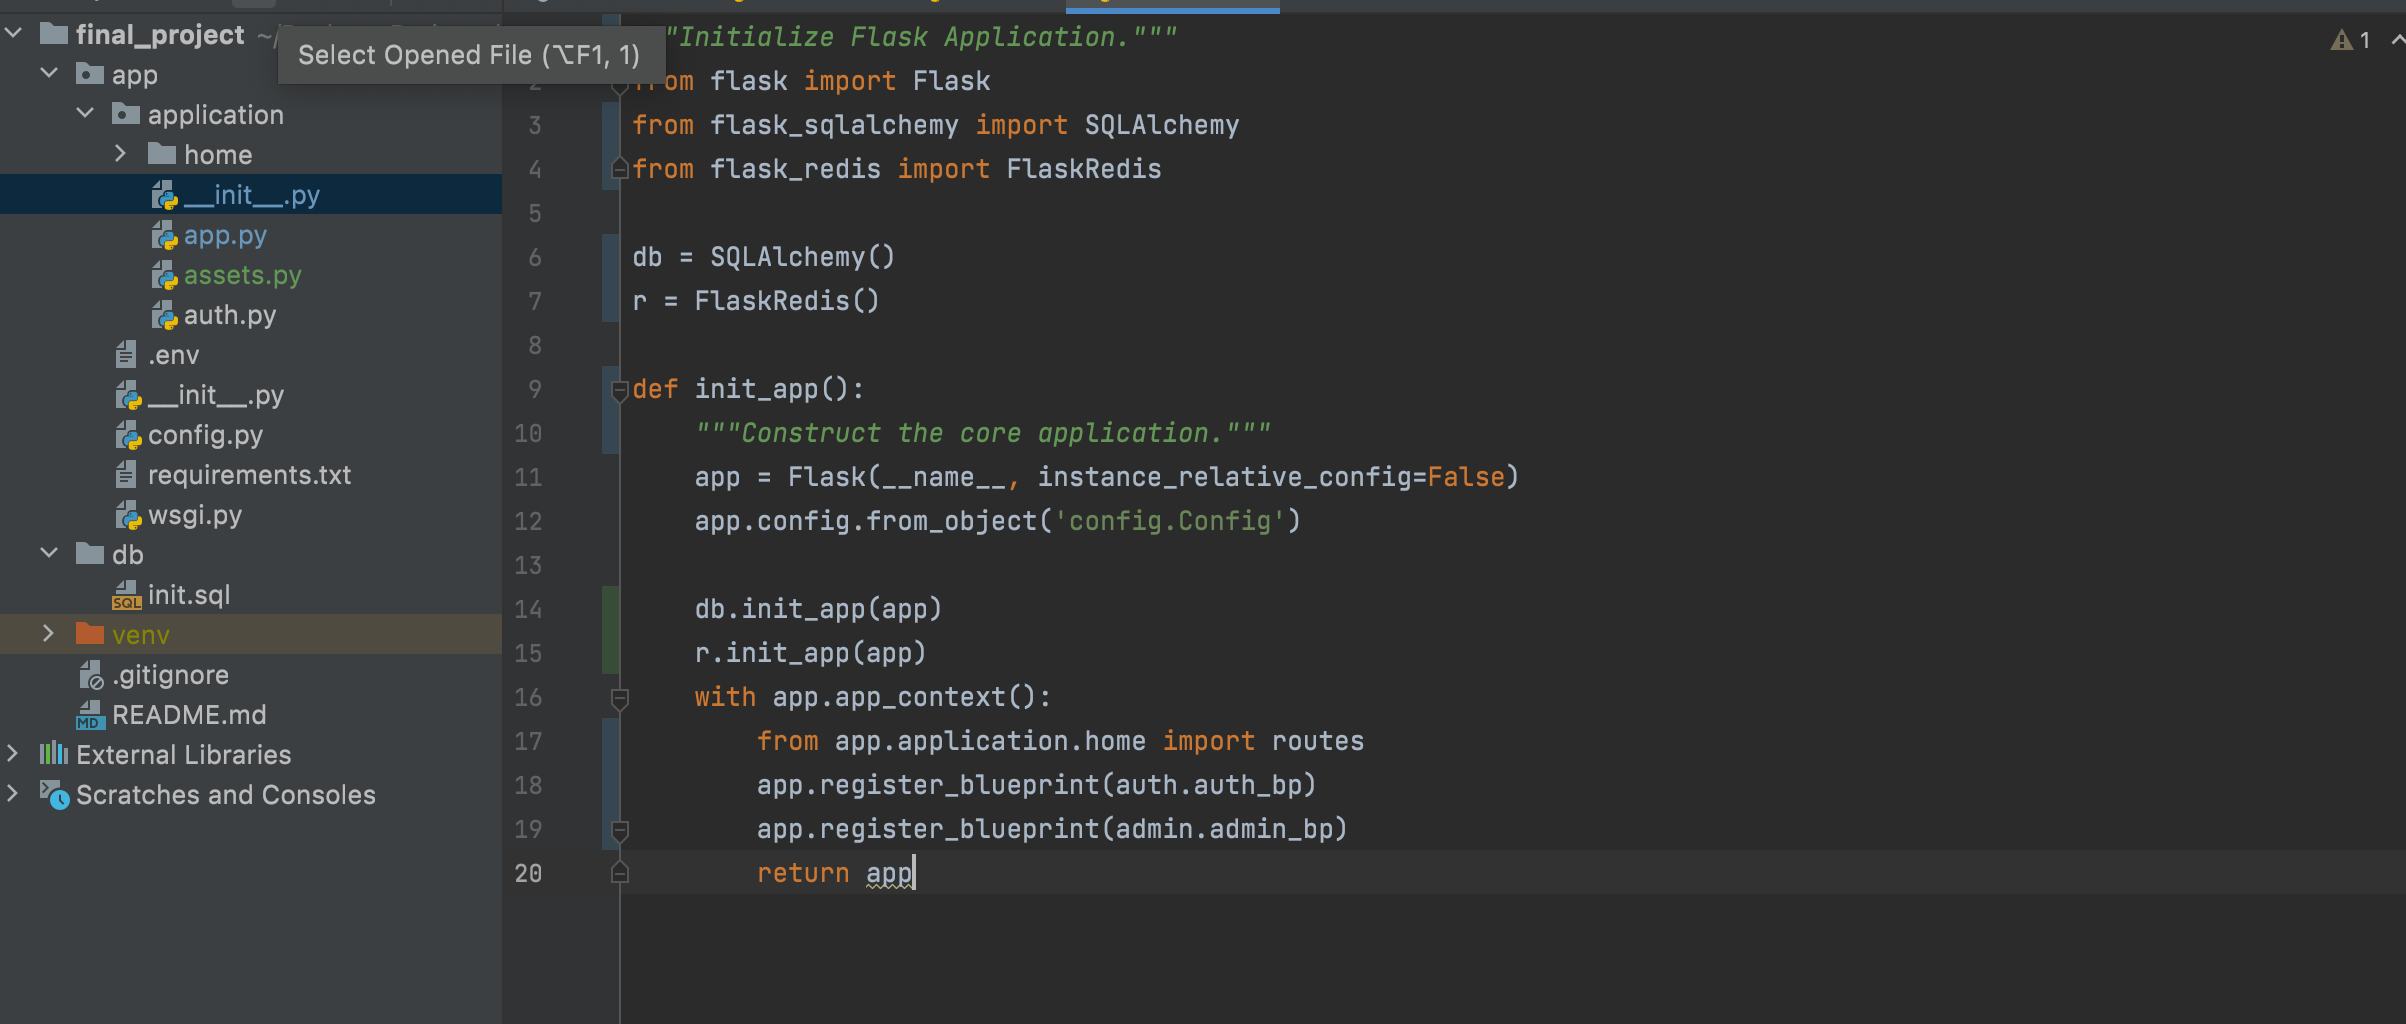 final_project ~/
Select Opened File (⌥F1, 1)
app
application
home
__init__.py
app.py
assets.py
auth.py
.env
__init__.py
config.py
requirements.txt
wsgi.py
db
init.sql
venv
.gitignore
README.md
External Libraries
Scratches and Consoles
"Initialize Flask Application."""
2 from flask import Flask
3 from flask_sqlalchemy import SQLAlchemy
4 from flask_redis import FlaskRedis
5
6 db = SQLAlchemy()
7 r = FlaskRedis()
8
9 def init_app():
10 """Construct the core application."""
11 app = Flask(__name__, instance_relative_config=False)
12 app.config.from_object('config.Config')
13
14 db.init_app(app)
15 r.init_app(app)
16 with app.app_context():
17 from app.application.home import routes
18 app.register_blueprint(auth.auth_bp)
19 app.register_blueprint(admin.admin_bp)
20 return app
1